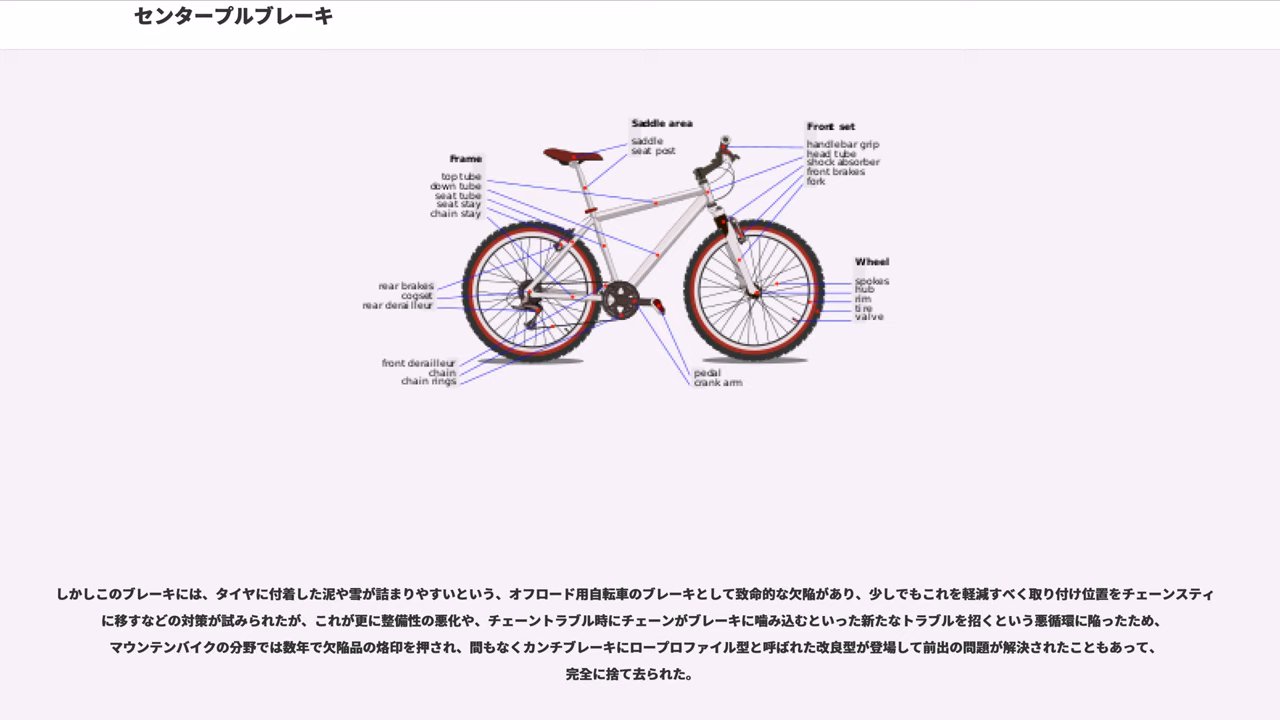 センタープルブレーキ
Saddle area
saddle
seat post
Front set
handlebar grip
head tube
shock absorber
front brakes
fork
Frame
top tube
down tube
seat tube
seat stay
chain stay
Wheel
spokes
hub
rim
tire
valve
rear brakes
cogset
rear derailleur
front derailleur
chain
chain rings
pedal
crank arm
しかしこのブレーキには、タイヤに付着した泥や雪が詰まりやすいという、オフロード用自転車のブレーキとして致命的な欠陥があり、少しでもこれを軽減すべく取り付け位置をチェーンスティ
に移すなどの対策が試みられたが、これが更に整備性の悪化や、チェーントラブル時にチェーンがブレーキに噛み込むといった新たなトラブルを招くという悪循環に陥ったため、
マウンテンバイクの分野では数年で欠陥品の烙印を押され、間もなくカンチブレーキにロープロファイル型と呼ばれた改良型が登場して前出の問題が解決されたこともあって、
完全に捨て去られた。